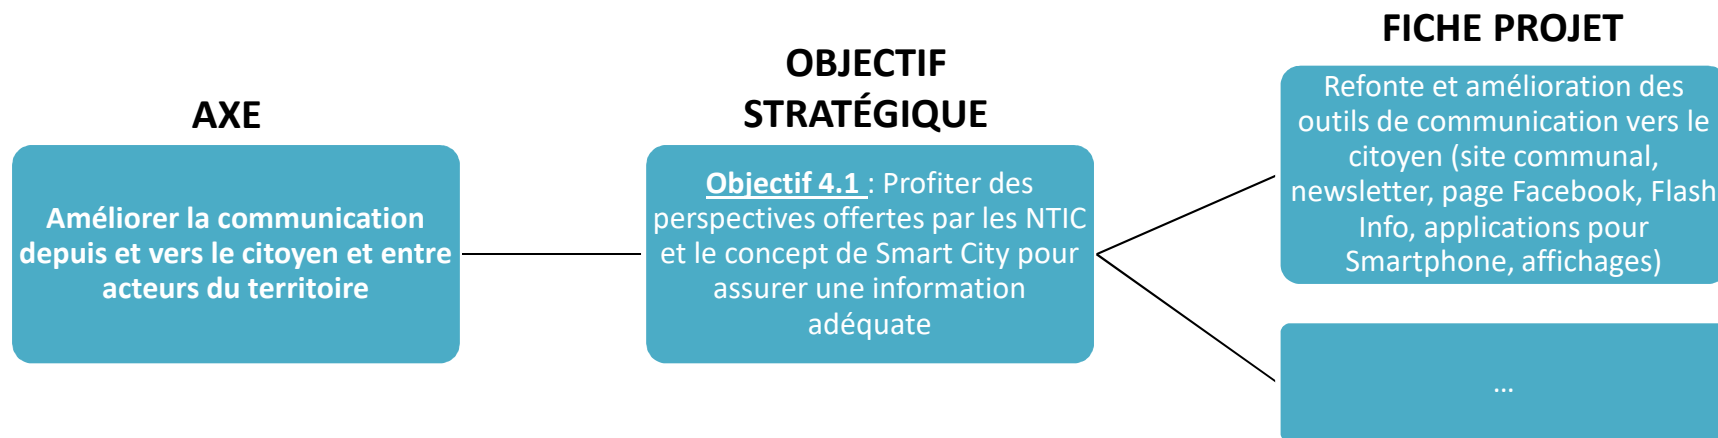 AXE
Améliorer la communication
depuis et vers le citoyen et entre
acteurs du territoire
OBJECTIF
STRATÉGIQUE
Objectif 4.1 : Profiter des
perspectives offertes par les NTIC
et le concept de Smart City pour
assurer une information
adéquate
FICHE PROJET
Refonte et amélioration des
outils de communication vers le
citoyen (site communal,
newsletter, page Facebook, Flash
Info, applications pour
Smartphone, affichages)
...